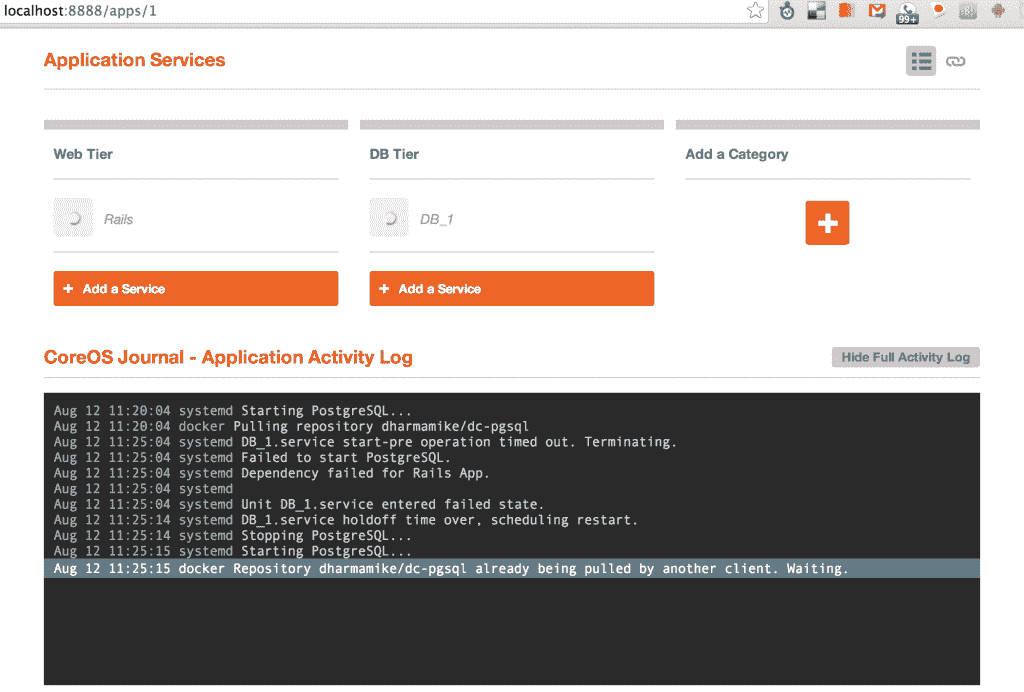 localhost:8888/apps/1
99+
Application Services
Web Tier
DB Tier
Add a Category
Rails
DB_1
+ Add a Service
+ Add a Service
CoreOS Journal - Application Activity Log
Hide Full Activity Log
Aug 12 11:20:04 systemd Starting PostgreSQL...
Aug 12 11:20:04 docker Pulling repository dharmamike/dc-pgsql
Aug 12 11:25:04 systemd DB_1.service start-pre operation timed out. Terminating.
Aug 12 11:25:04 systemd Failed to start PostgreSQL.
Aug 12 11:25:04 systemd Dependency failed for Rails App.
Aug 12 11:25:04 systemd
Aug 12 11:25:04 systemd Unit DB_1.service entered failed state.
Aug 12 11:25:14 systemd DB_1.service holdoff time over, scheduling restart.
Aug 12 11:25:14 systemd Stopping PostgreSQL...
Aug 12 11:25:15 systemd Starting PostgreSQL...
Aug 12 11:25:15 docker Repository dharmamike/dc-pgsql already being pulled by another client. Waiting.